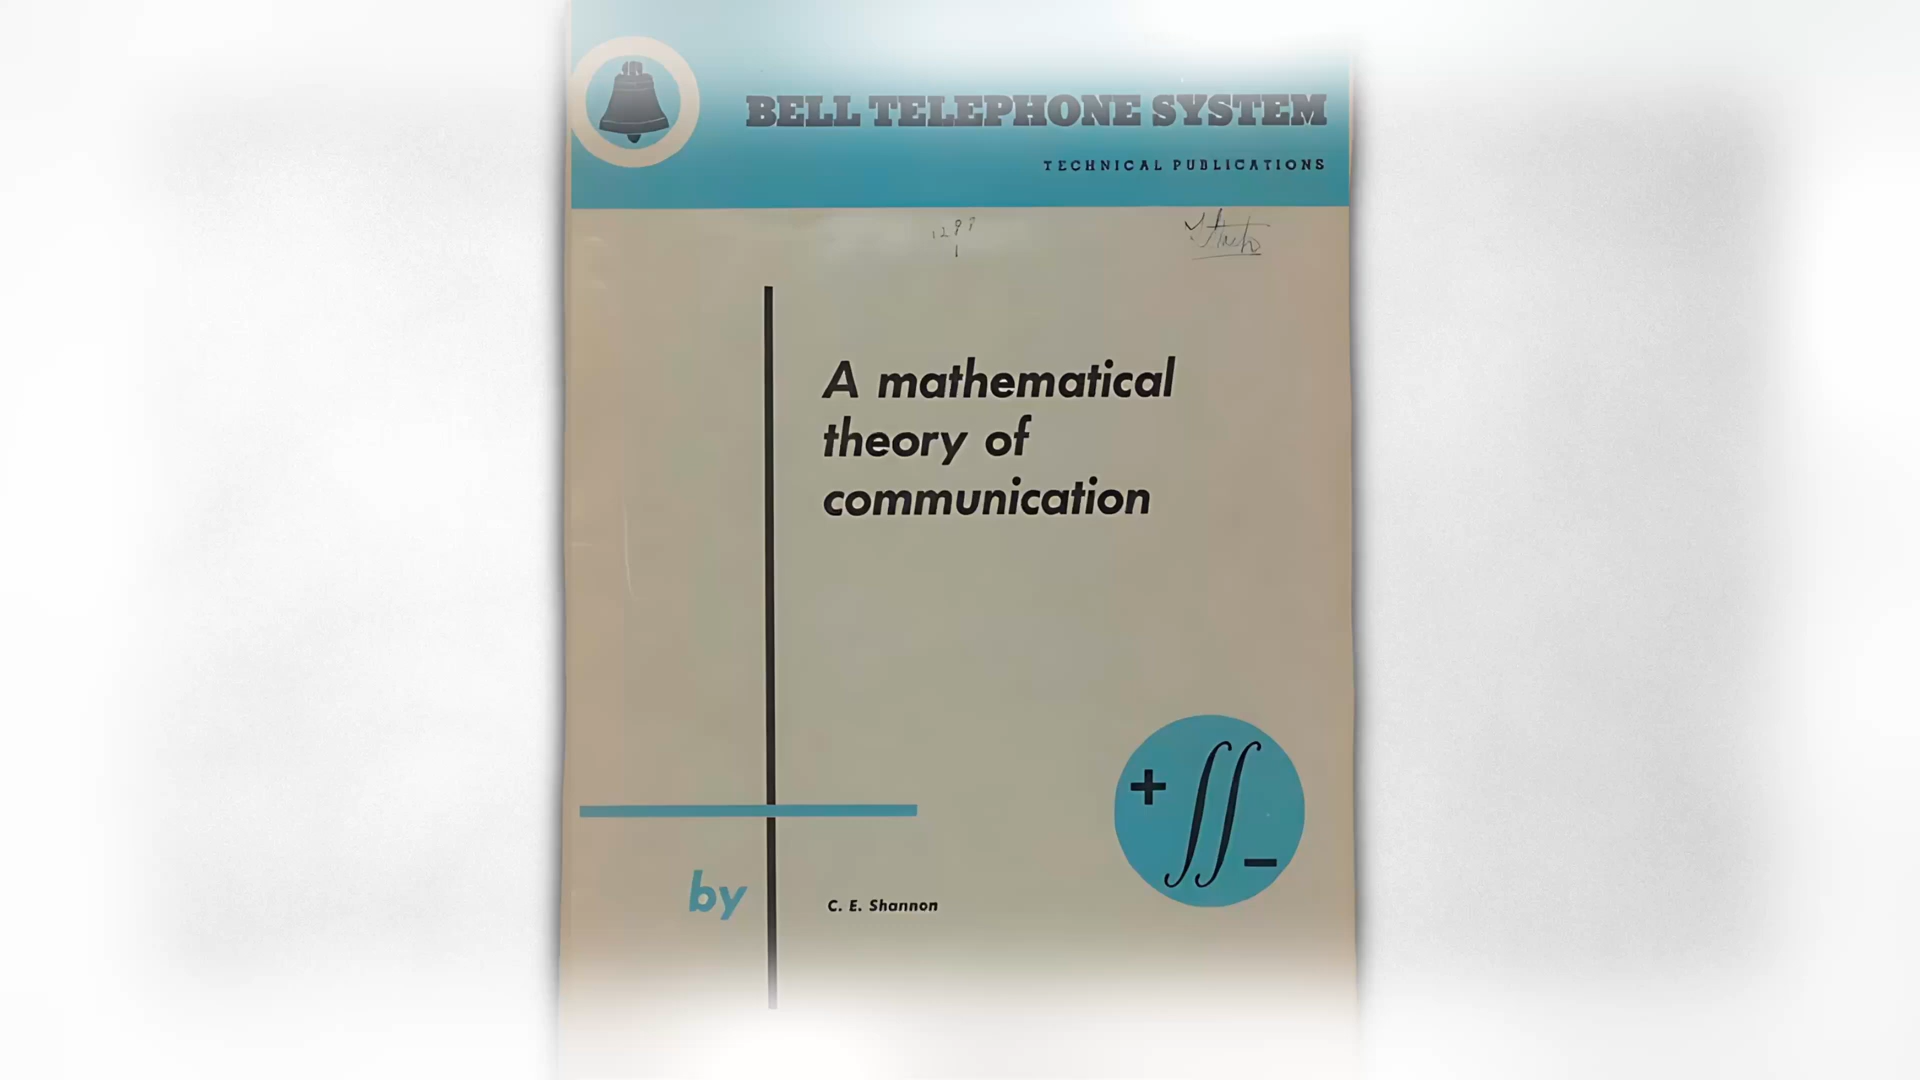 BELL TELEPHONE SYSTEM
TECHNICAL PUBLICATIONS
A mathematical
theory of
communication
+ ∬ –
by
C. E. Shannon